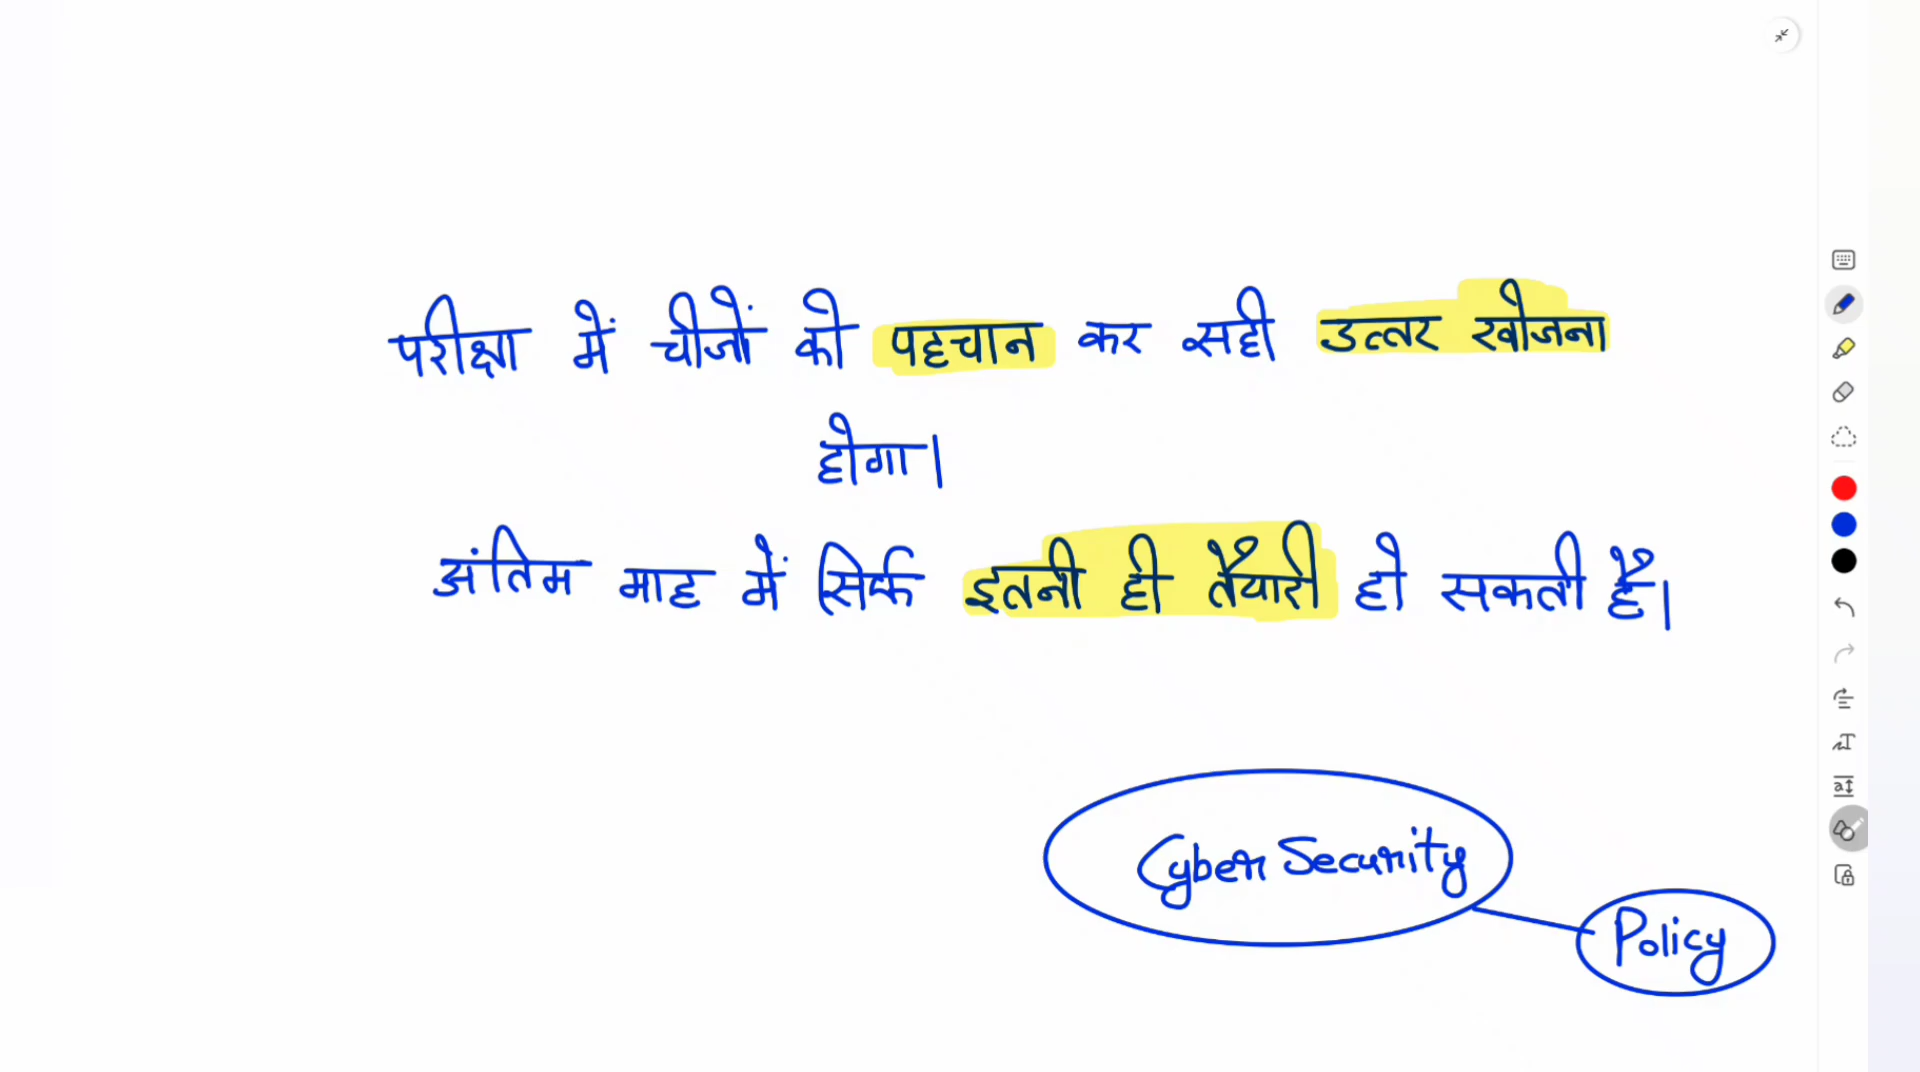 परीक्षा में चीजों को पहचान कर सही उत्तर खोजना
होगा।
अंतिम माह में सिर्फ इतनी ही तैयारी हो सकती है।
Cyber Security
Policy